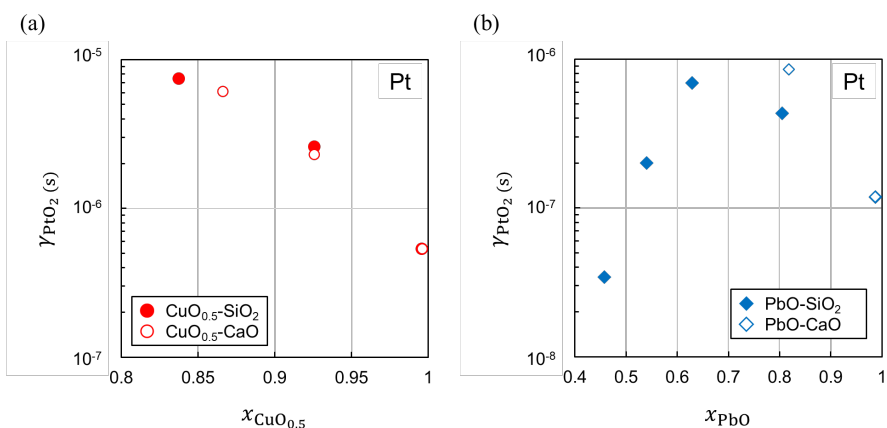 (a)
10⁻⁵
Pt
10⁻⁶
γPtO₂ (s)
CuO₀.₅-SiO₂
CuO₀.₅-CaO
10⁻⁷
0.8 0.85 0.9 0.95 1
xCuO₀.₅
(b)
10⁻⁶
Pt
10⁻⁷
γPtO₂ (s)
PbO-SiO₂
PbO-CaO
10⁻⁸
0.4 0.5 0.6 0.7 0.8 0.9 1
xPbO